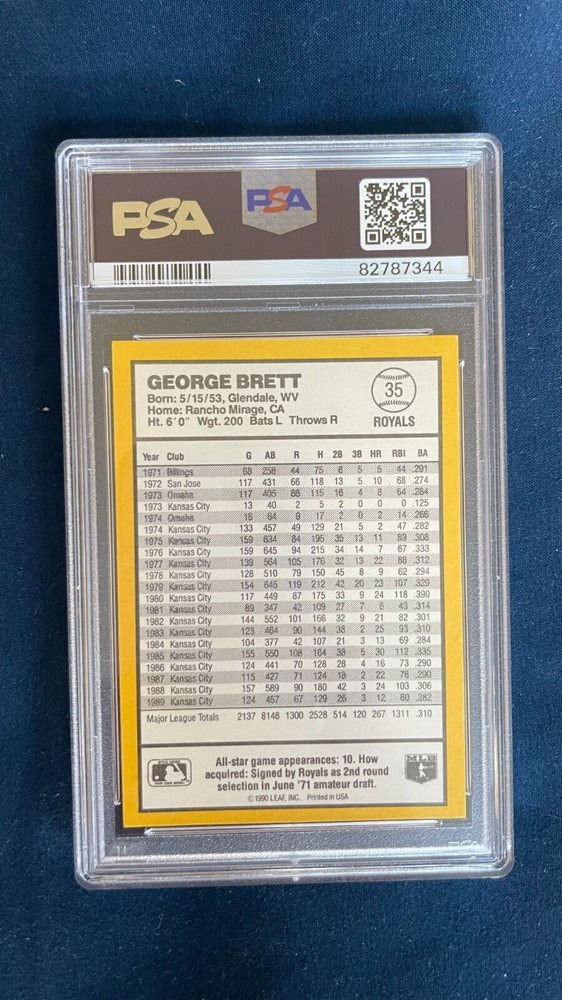 PSA
PSA
82787344
GEORGE BRETT
Born: 5/15/53, Glendale, WV
Home: Rancho Mirage, CA
Ht. 6'0" Wgt. 200 Bats L Throws R
35
ROYALS
Year Club G AB R H 2B 3B HR RBI BA
1971 Billings 68 258 44 75 8 5 5 44 .291
1972 San Jose 117 431 66 118 13 5 10 68 .274
1973 Omaha 117 405 66 115 16 4 8 64 .284
1973 Kansas City 13 40 2 5 2 0 0 0 .125
1974 Omaha 16 64 9 17 2 0 2 14 .266
1974 Kansas City 133 457 49 129 21 5 2 47 .282
1975 Kansas City 159 634 84 195 35 13 11 89 .308
1976 Kansas City 159 645 94 215 34 14 7 67 .333
1977 Kansas City 139 564 105 176 32 13 22 88 .312
1978 Kansas City 128 510 79 150 45 8 9 62 .294
1979 Kansas City 154 645 119 212 42 20 23 107 .329
1980 Kansas City 117 449 87 175 33 9 24 118 .390
1981 Kansas City 89 347 42 109 27 7 6 43 .314
1982 Kansas City 144 552 101 166 32 9 21 82 .301
1983 Kansas City 123 464 90 144 38 2 25 93 .310
1984 Kansas City 104 377 42 107 21 3 13 69 .284
1985 Kansas City 155 550 108 184 38 5 30 112 .335
1986 Kansas City 124 441 70 128 28 4 16 73 .290
1987 Kansas City 115 427 71 124 18 2 22 78 .290
1988 Kansas City 157 589 90 180 42 3 24 103 .306
1989 Kansas City 124 457 67 129 26 3 12 80 .282
Major League Totals 2137 8148 1300 2528 514 120 267 1311 .310
All-star game appearances: 10. How
acquired: Signed by Royals as 2nd round
selection in June '71 amateur draft.
© 1990 LEAF, INC. Printed in USA
MLB